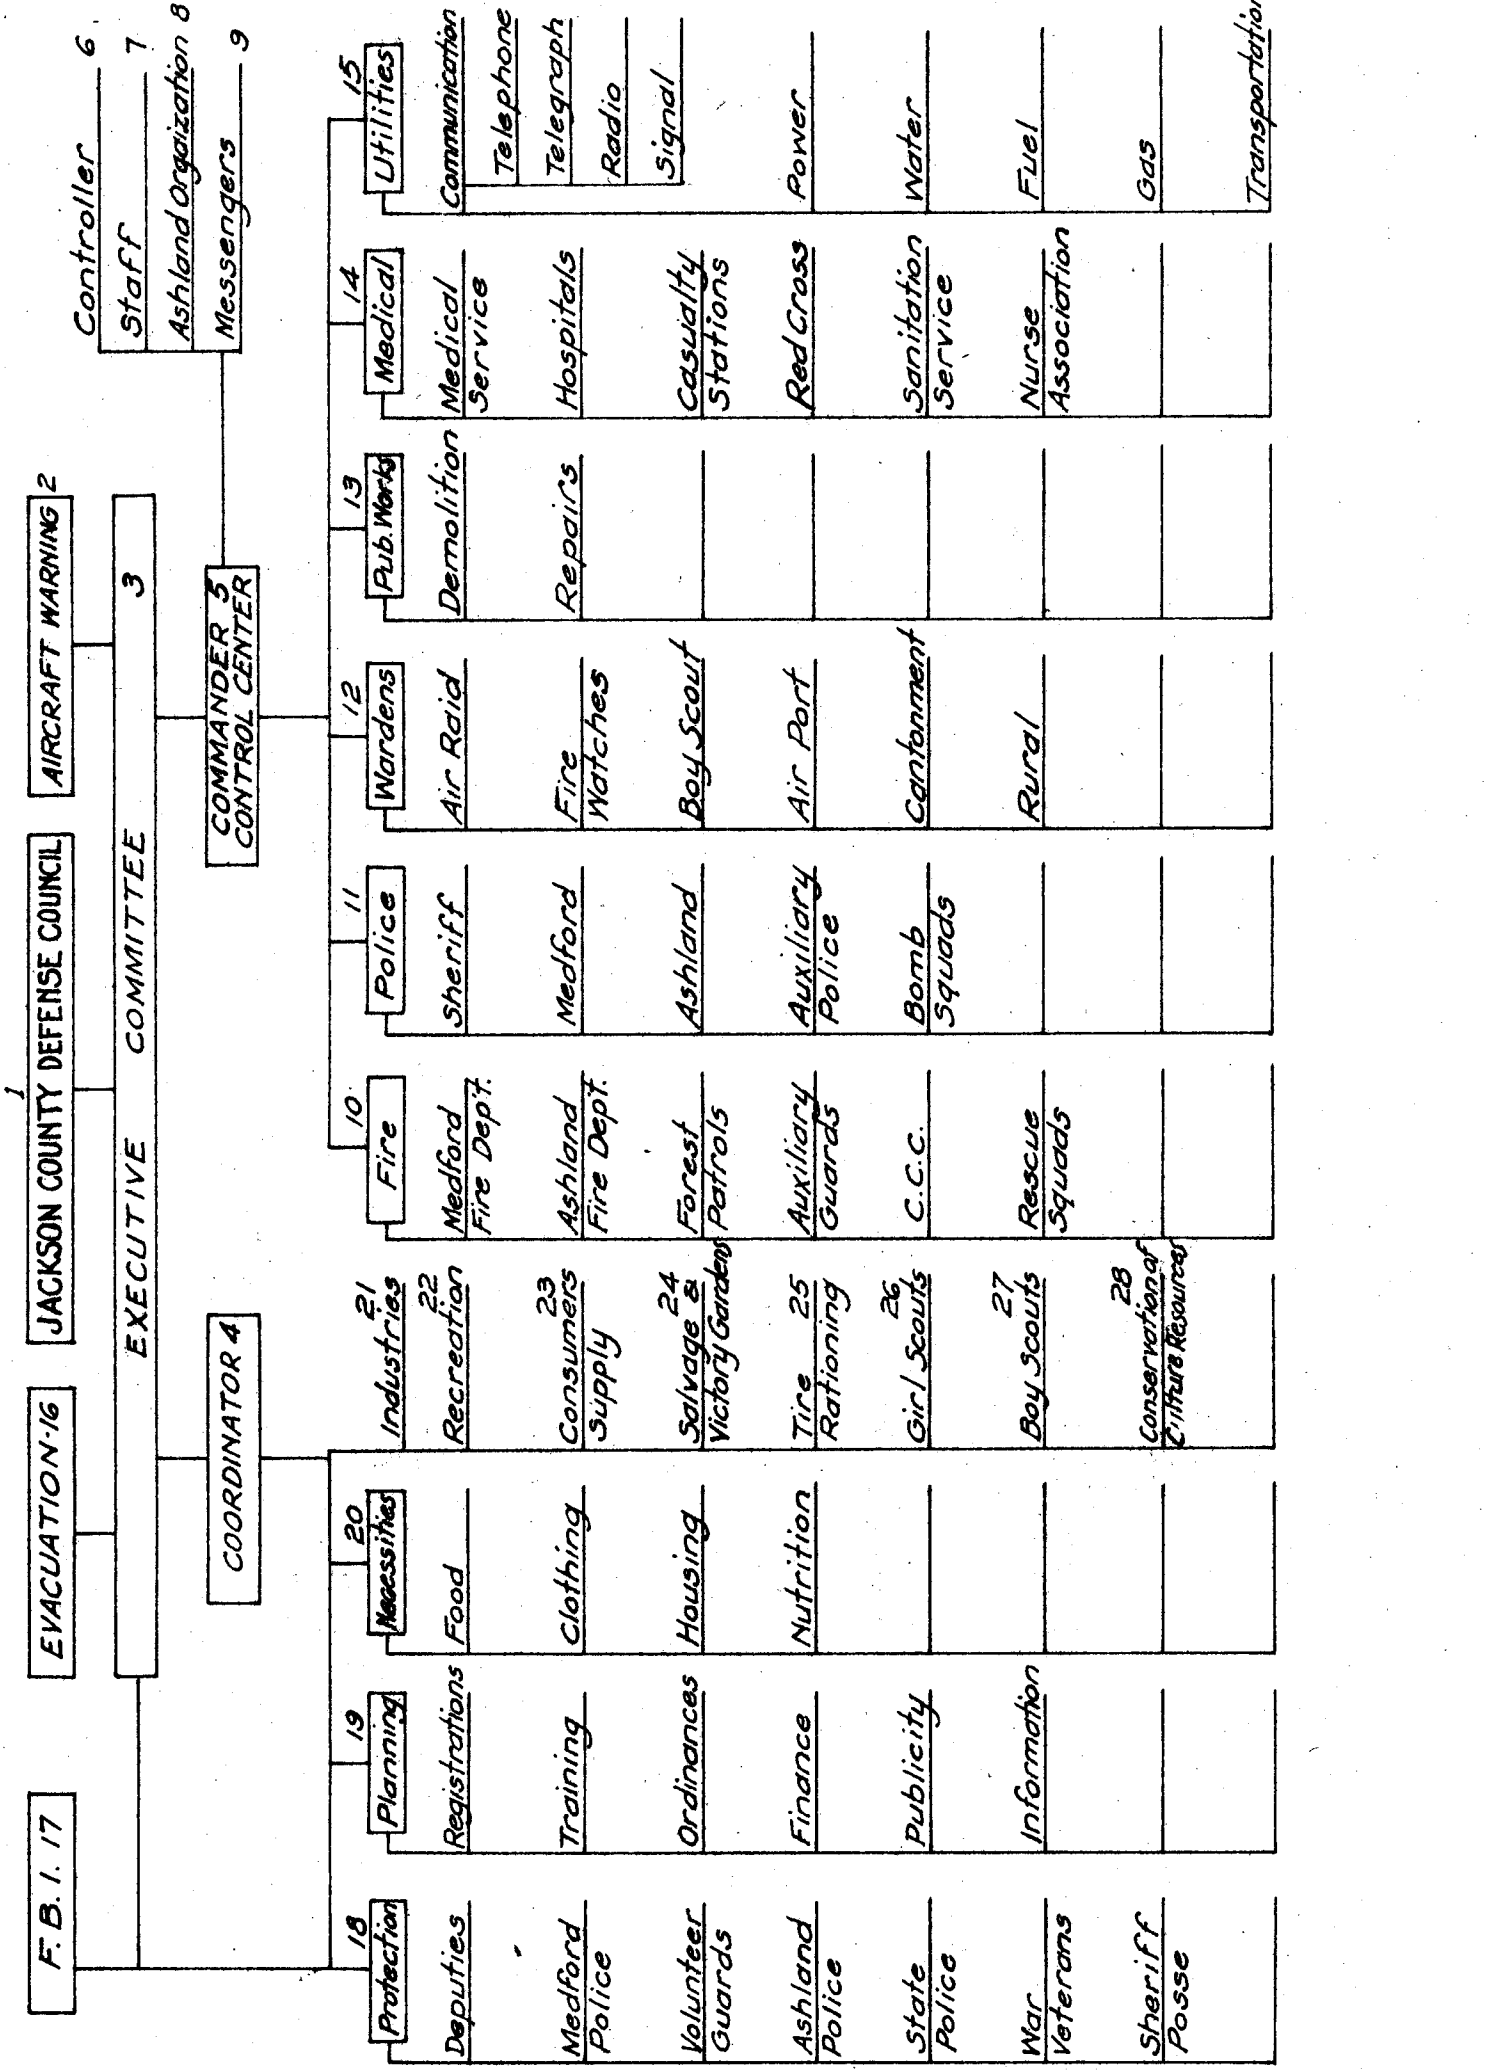 1
F. B. I. 17
EVACUATION-16
JACKSON COUNTY DEFENSE COUNCIL
AIRCRAFT WARNING 2
EXECUTIVE COMMITTEE 3
COORDINATOR 4
COMMANDER 5
CONTROL CENTER
Controller 6
Staff 7
Ashland Orgaization 8
Messengers 9
18
Protection
Deputies
Medford
Police
Volunteer
Guards
Ashland
Police
State
Police
War
Veterans
Sheriff
Posse
19
Planning
Registrations
Training
Ordinances
Finance
Publicity
Information
20
Necessities
Food
Clothing
Housing
Nutrition
21
Industries
22
Recreation
23
Consumers
Supply
24
Salvage &
Victory Gardens
Tire 25
Rationing
26
Girl Scouts
27
Boy Scouts
28
Conservation of
Resources
10
Fire
Medford
Fire Dep't.
Ashland
Fire Dept.
Forest
Patrols
Auxiliary
Guards
C.C.C.
Rescue
Squads
11
Police
Sheriff
Medford
Ashland
Auxiliary
Police
Bomb
Squads
12
Wardens
Air Raid
Fire
Watches
Boy Scout
Air Port
Cantonment
Rural
13
Pub. Works
Demolition
Repairs
14
Medical
Medical
Service
Hospitals
Casualty
Stations
Red Cross
Sanitation
Service
Nurse
Association
15
Utilities
Communication
Telephone
Telegraph
Radio
Signal
Power
Water
Fuel
Gas
Transportation